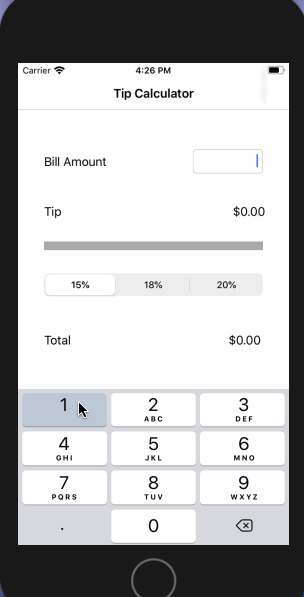 Carrier 4:26 PM
Tip Calculator
Bill Amount
Tip $0.00
15% 18% 20%
Total $0.00
1 2 3
ABC DEF
4 5 6
GHI JKL MNO
7 8 9
PQRS TUV WXYZ
. 0